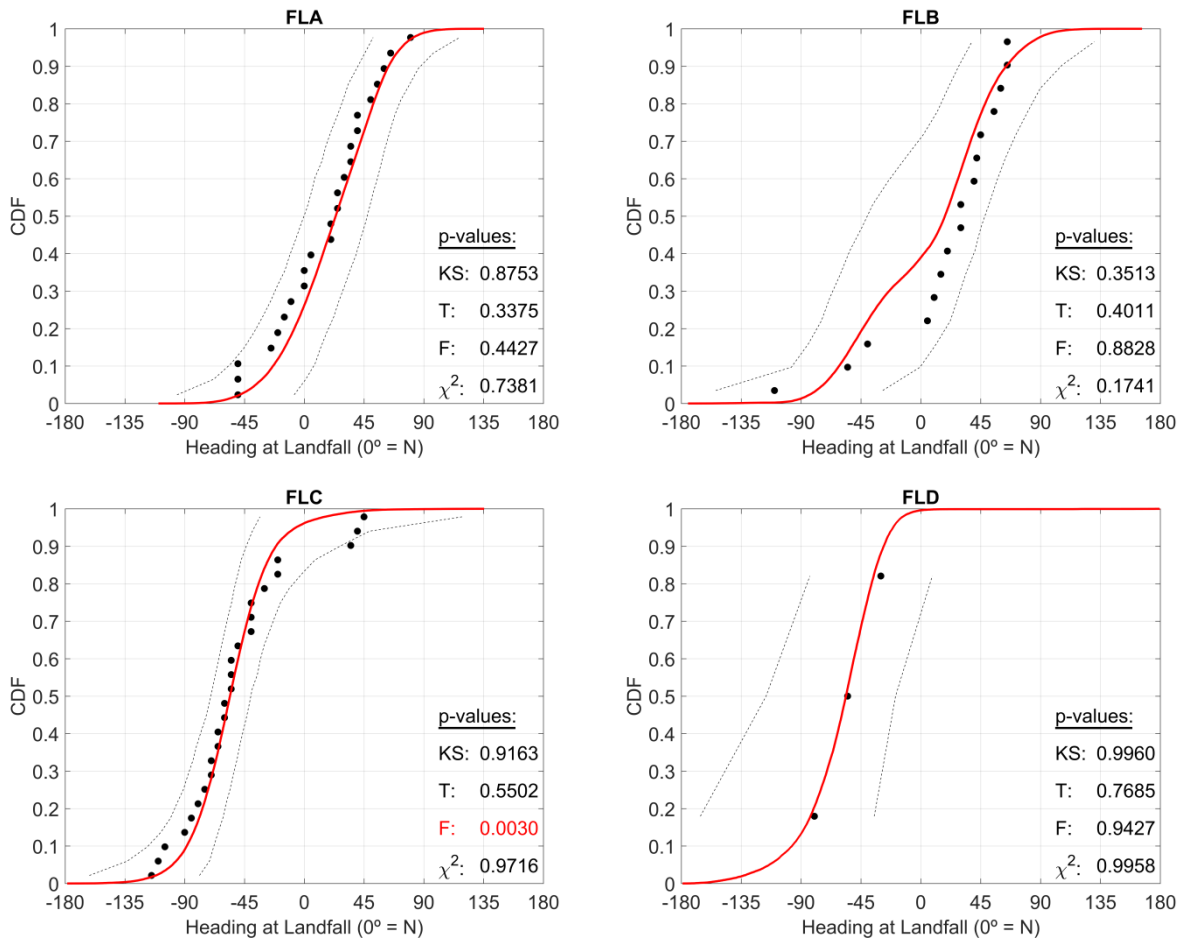 FLA
1
0.9
0.8
0.7
0.6
0.5
0.4
0.3
0.2
0.1
0
CDF
-180 -135 -90 -45 0 45 90 135 180
Heading at Landfall (0º = N)
p-values:
KS: 0.8753
T: 0.3375
F: 0.4427
χ²: 0.7381
FLB
1
0.9
0.8
0.7
0.6
0.5
0.4
0.3
0.2
0.1
0
CDF
-180 -135 -90 -45 0 45 90 135 180
Heading at Landfall (0º = N)
p-values:
KS: 0.3513
T: 0.4011
F: 0.8828
χ²: 0.1741
FLC
1
0.9
0.8
0.7
0.6
0.5
0.4
0.3
0.2
0.1
0
CDF
-180 -135 -90 -45 0 45 90 135 180
Heading at Landfall (0º = N)
p-values:
KS: 0.9163
T: 0.5502
F: 0.0030
χ²: 0.9716
FLD
1
0.9
0.8
0.7
0.6
0.5
0.4
0.3
0.2
0.1
0
CDF
-180 -135 -90 -45 0 45 90 135 180
Heading at Landfall (0º = N)
p-values:
KS: 0.9960
T: 0.7685
F: 0.9427
χ²: 0.9958